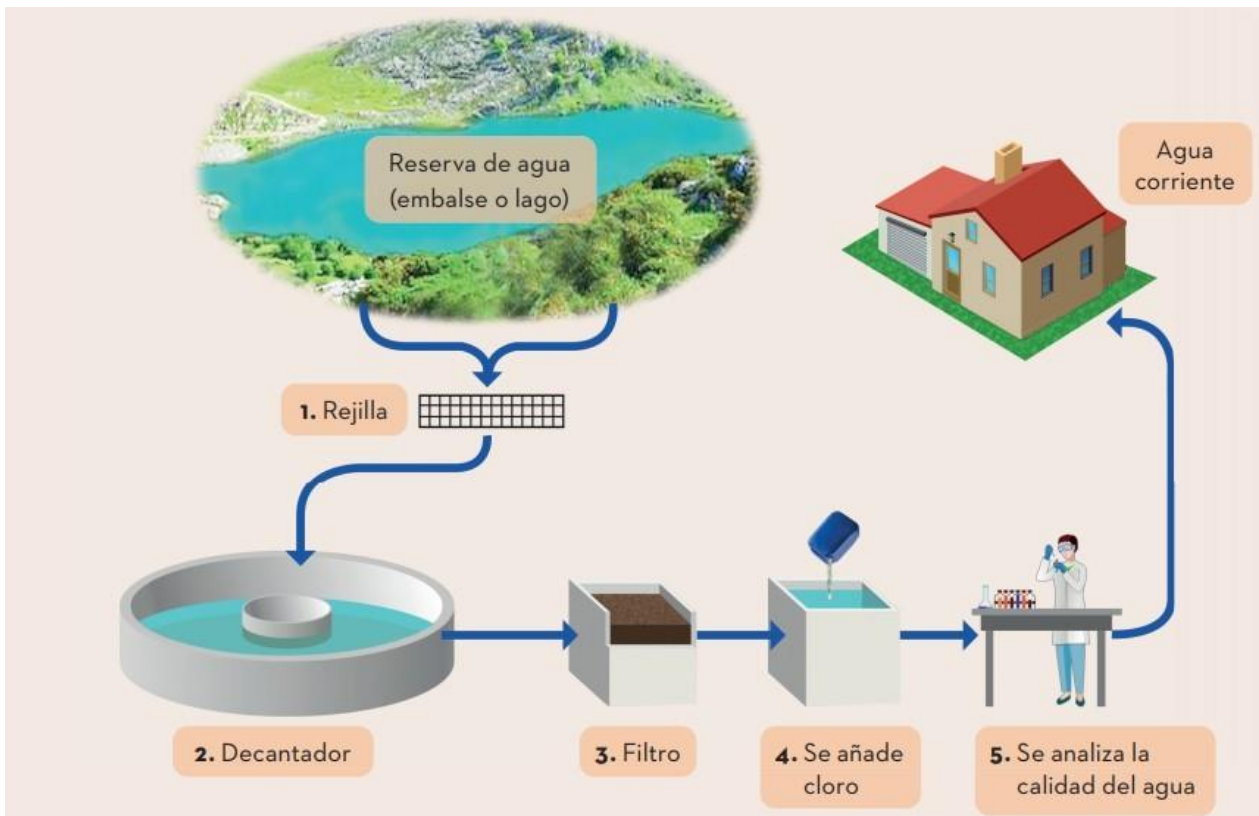 Reserva de agua
(embalse o lago)
Agua
corriente
1. Rejilla
2. Decantador
3. Filtro
4. Se añade
cloro
5. Se analiza la
calidad del agua